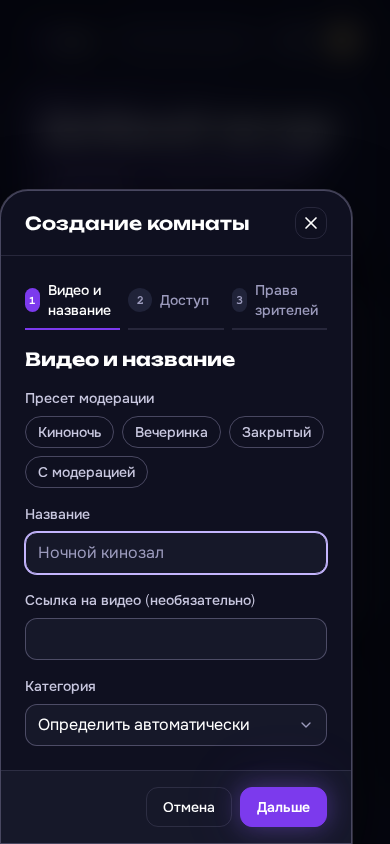 Создание комнаты
1 Видео и
название
2 Доступ
3 Права
зрителей
Видео и название
Пресет модерации
Киноночь Вечеринка Закрытый
С модерацией
Название
Ночной кинозал
Ссылка на видео (необязательно)
Категория
Определить автоматически
Отмена Дальше